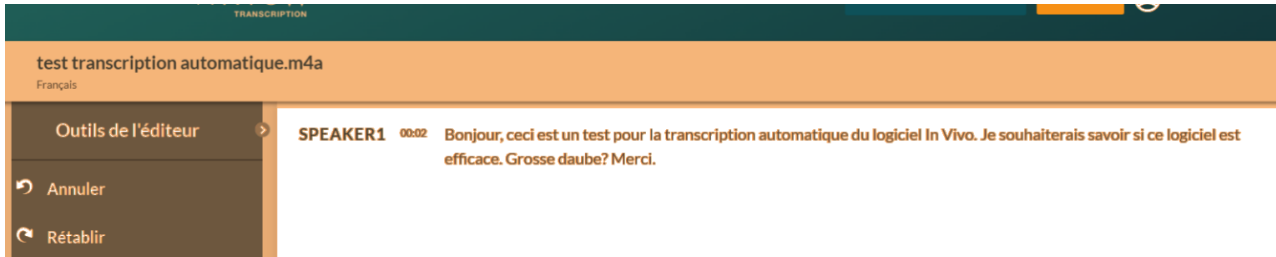 TRANSCRIPTION
test transcription automatique.m4a
Français
Outils de l'éditeur
SPEAKER1 00:02 Bonjour, ceci est un test pour la transcription automatique du logiciel In Vivo. Je souhaiterais savoir si ce logiciel est
efficace. Grosse daube? Merci.
Annuler
Rétablir